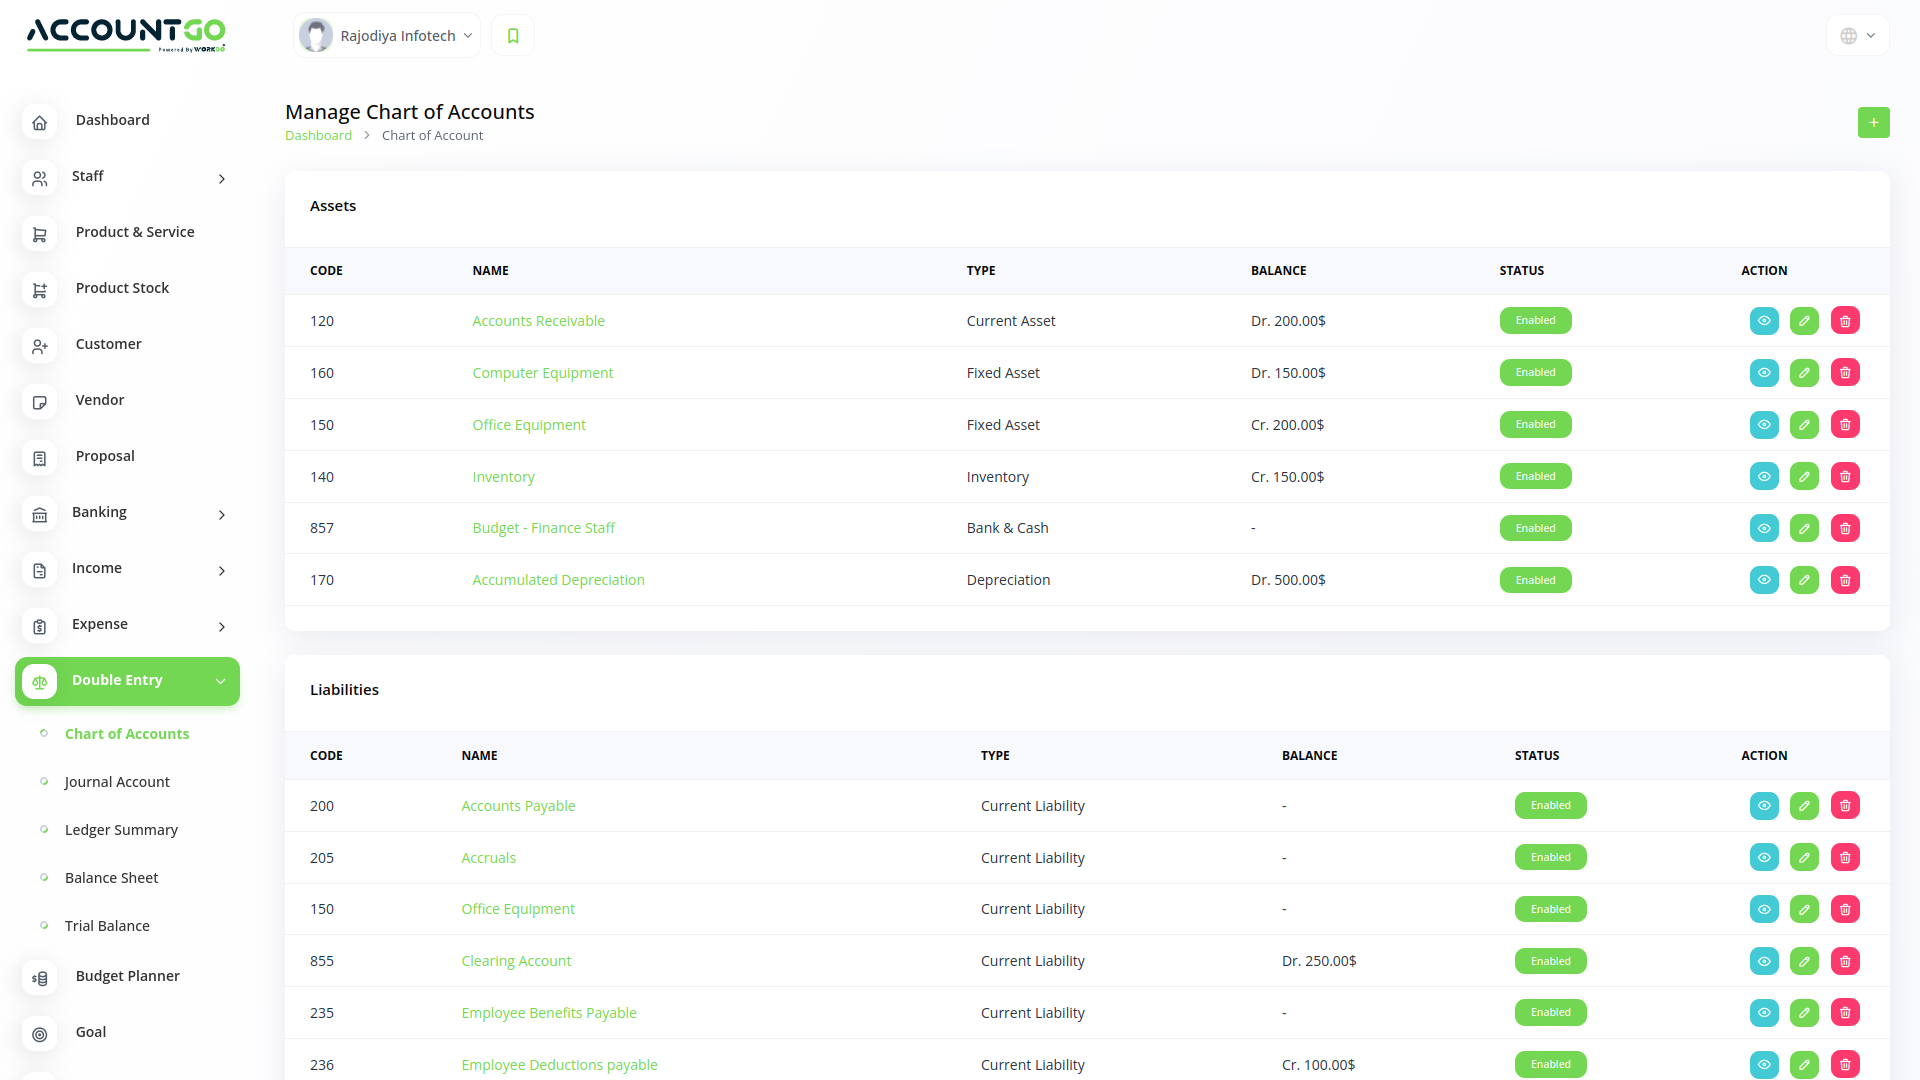 ACCOUNTGO
Powered By WORKDO
Rajodiya Infotech
Dashboard
Staff
Product & Service
Product Stock
Customer
Vendor
Proposal
Banking
Income
Expense
Double Entry
Chart of Accounts
Journal Account
Ledger Summary
Balance Sheet
Trial Balance
Budget Planner
Goal
Manage Chart of Accounts
Dashboard > Chart of Account
+
Assets
CODE NAME TYPE BALANCE STATUS ACTION
120 Accounts Receivable Current Asset Dr. 200.00$ Enabled
160 Computer Equipment Fixed Asset Dr. 150.00$ Enabled
150 Office Equipment Fixed Asset Cr. 200.00$ Enabled
140 Inventory Inventory Cr. 150.00$ Enabled
857 Budget - Finance Staff Bank & Cash - Enabled
170 Accumulated Depreciation Depreciation Dr. 500.00$ Enabled
Liabilities
CODE NAME TYPE BALANCE STATUS ACTION
200 Accounts Payable Current Liability - Enabled
205 Accruals Current Liability - Enabled
150 Office Equipment Current Liability - Enabled
855 Clearing Account Current Liability Dr. 250.00$ Enabled
235 Employee Benefits Payable Current Liability - Enabled
236 Employee Deductions payable Current Liability Cr. 100.00$ Enabled